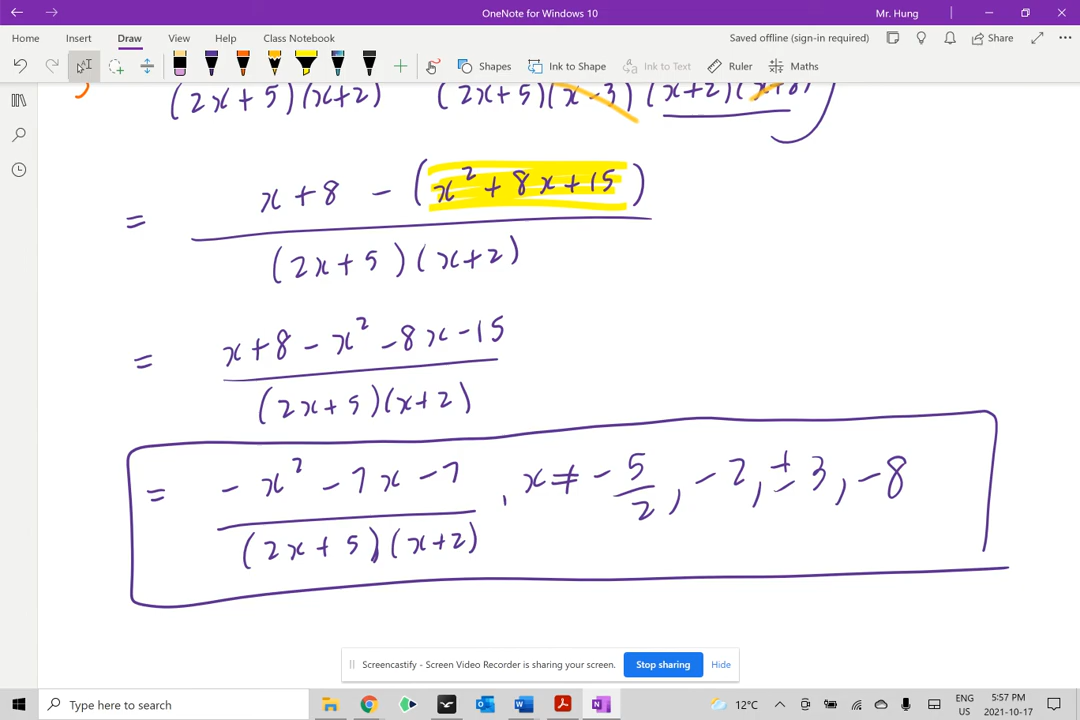 OneNote for Windows 10
Mr. Hung
Home Insert Draw View Help Class Notebook
Saved offline (sign-in required)
Share
Shapes Ink to Shape Ink to Text Ruler Maths
(2x+5)(x+2) (2x+5)(x-3)(x+2)(x+8)
x+8 - (x²+8x+15)
=
(2x+5)(x+2)
x+8-x²-8x-15
=
(2x+5)(x+2)
= -x²-7x-7 , x≠-5/2, -2, ±3, -8
(2x+5)(x+2)
Screencastify - Screen Video Recorder is sharing your screen. Stop sharing Hide
Type here to search
12°C
ENG
US
5:57 PM
2021-10-17